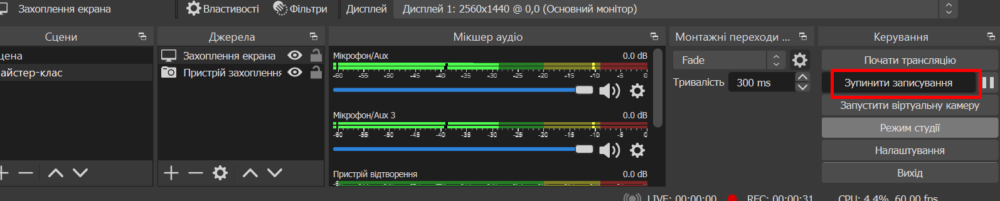 Захоплення екрана
Властивості
Фільтри
Дисплей
Дисплей 1: 2560x1440 @ 0,0 (Основний монітор)
Сцени
цена
айстер-клас
Джерела
Захоплення екрана
Пристрій захоплення
Мікшер аудіо
Мікрофон/Aux 0.0 dB
-60 -55 -50 -45 -40 -35 -30 -25 -20 -15 -10 -5 0
Мікрофон/Aux 3 0.0 dB
-60 -55 -50 -45 -40 -35 -30 -25 -20 -15 -10 -5 0
Пристрій відтворення 0.0 dB
Монтажні переходи ...
Fade
Тривалість 300 ms
Керування
Почати трансляцію
Зупинити записування
Запустити віртуальну камеру
Режим студії
Налаштування
Вихід
LIVE: 00:00:00 REC: 00:00:31 CPU: 4.4%, 60.00 fps